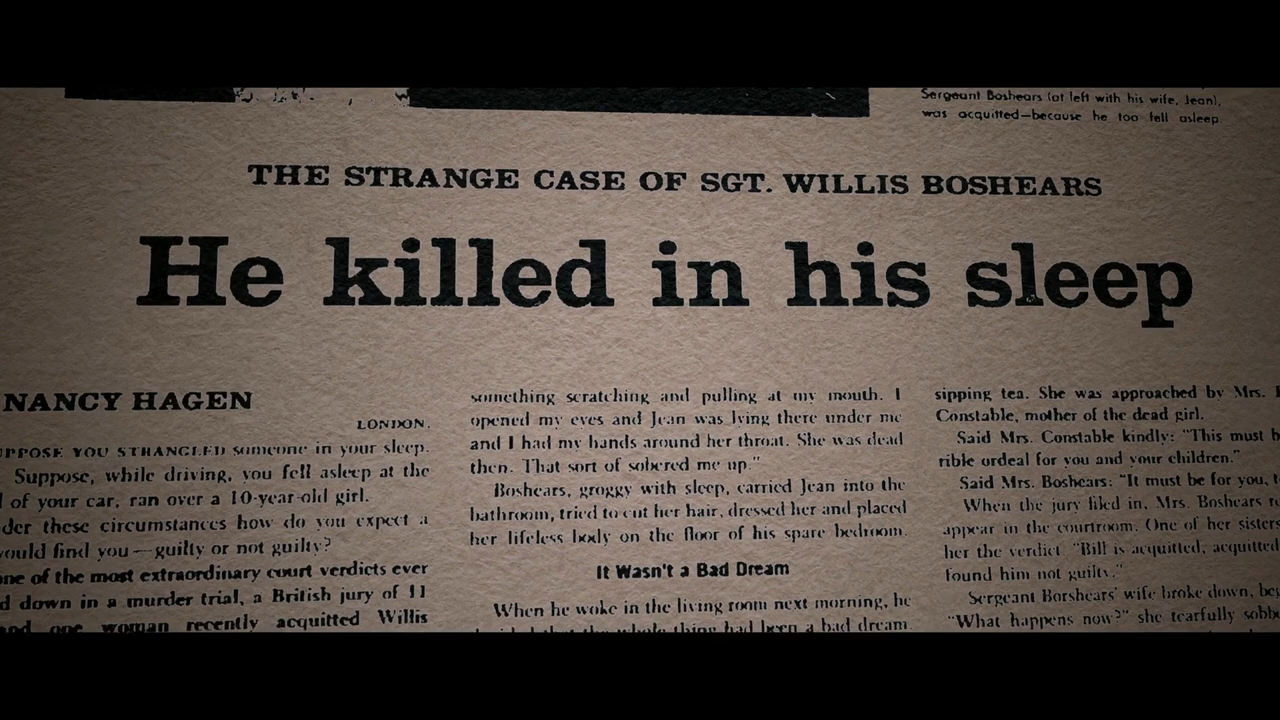 Sergeant Boshears (at left with his wife, Jean),
was acquitted—because he too fell asleep.
THE STRANGE CASE OF SGT. WILLIS BOSHEARS
He killed in his sleep
NANCY HAGEN
LONDON.
UPPOSE YOU STRANGLED someone in your sleep.
Suppose, while driving, you fell asleep at the
of your car, ran over a 10-year-old girl.
der these circumstances how do you expect a
would find you—guilty or not guilty?
one of the most extraordinary court verdicts ever
d down in a murder trial, a British jury of 11
and one woman recently acquitted Willis
something scratching and pulling at my mouth. I
opened my eyes and Jean was lying there under me
and I had my hands around her throat. She was dead
then. That sort of sobered me up."
Boshears, groggy with sleep, carried Jean into the
bathroom, tried to cut her hair, dressed her and placed
her lifeless body on the floor of his spare bedroom.
It Wasn't a Bad Dream
When he woke in the living room next morning, he
that the whole thing had been a bad dream.
sipping tea. She was approached by Mrs.
Constable, mother of the dead girl.
Said Mrs. Constable kindly: "This must b
rible ordeal for you and your children."
Said Mrs. Boshears: "It must be for you, t
When the jury filed in, Mrs. Boshears
appear in the courtroom. One of her sisters
her the verdict. "Bill is acquitted, acquitted
found him not guilty."
Sergeant Borshears' wife broke down, beg
"What happens now?" she tearfully sobb